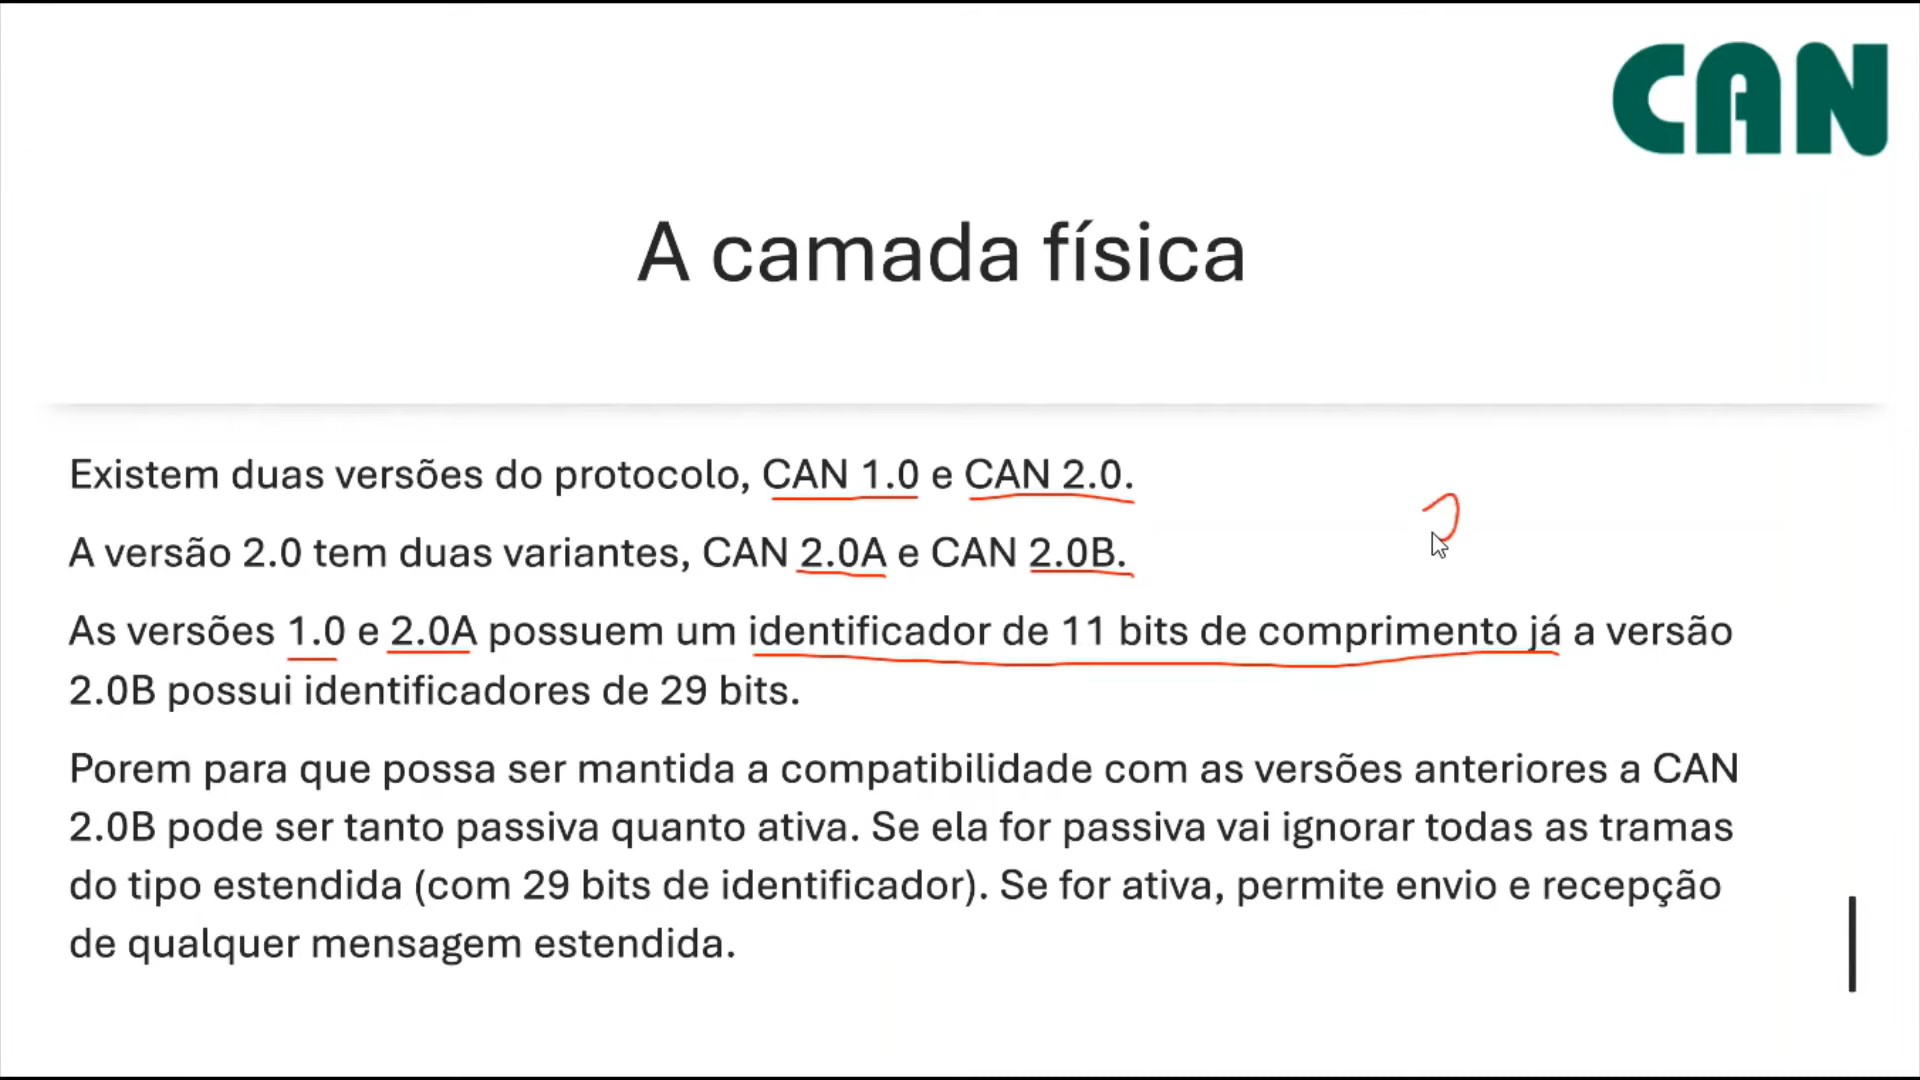 CAN
A camada física
Existem duas versões do protocolo, CAN 1.0 e CAN 2.0.
A versão 2.0 tem duas variantes, CAN 2.0A e CAN 2.0B.
As versões 1.0 e 2.0A possuem um identificador de 11 bits de comprimento já a versão
2.0B possui identificadores de 29 bits.
Porem para que possa ser mantida a compatibilidade com as versões anteriores a CAN
2.0B pode ser tanto passiva quanto ativa. Se ela for passiva vai ignorar todas as tramas
do tipo estendida (com 29 bits de identificador). Se for ativa, permite envio e recepção
de qualquer mensagem estendida.